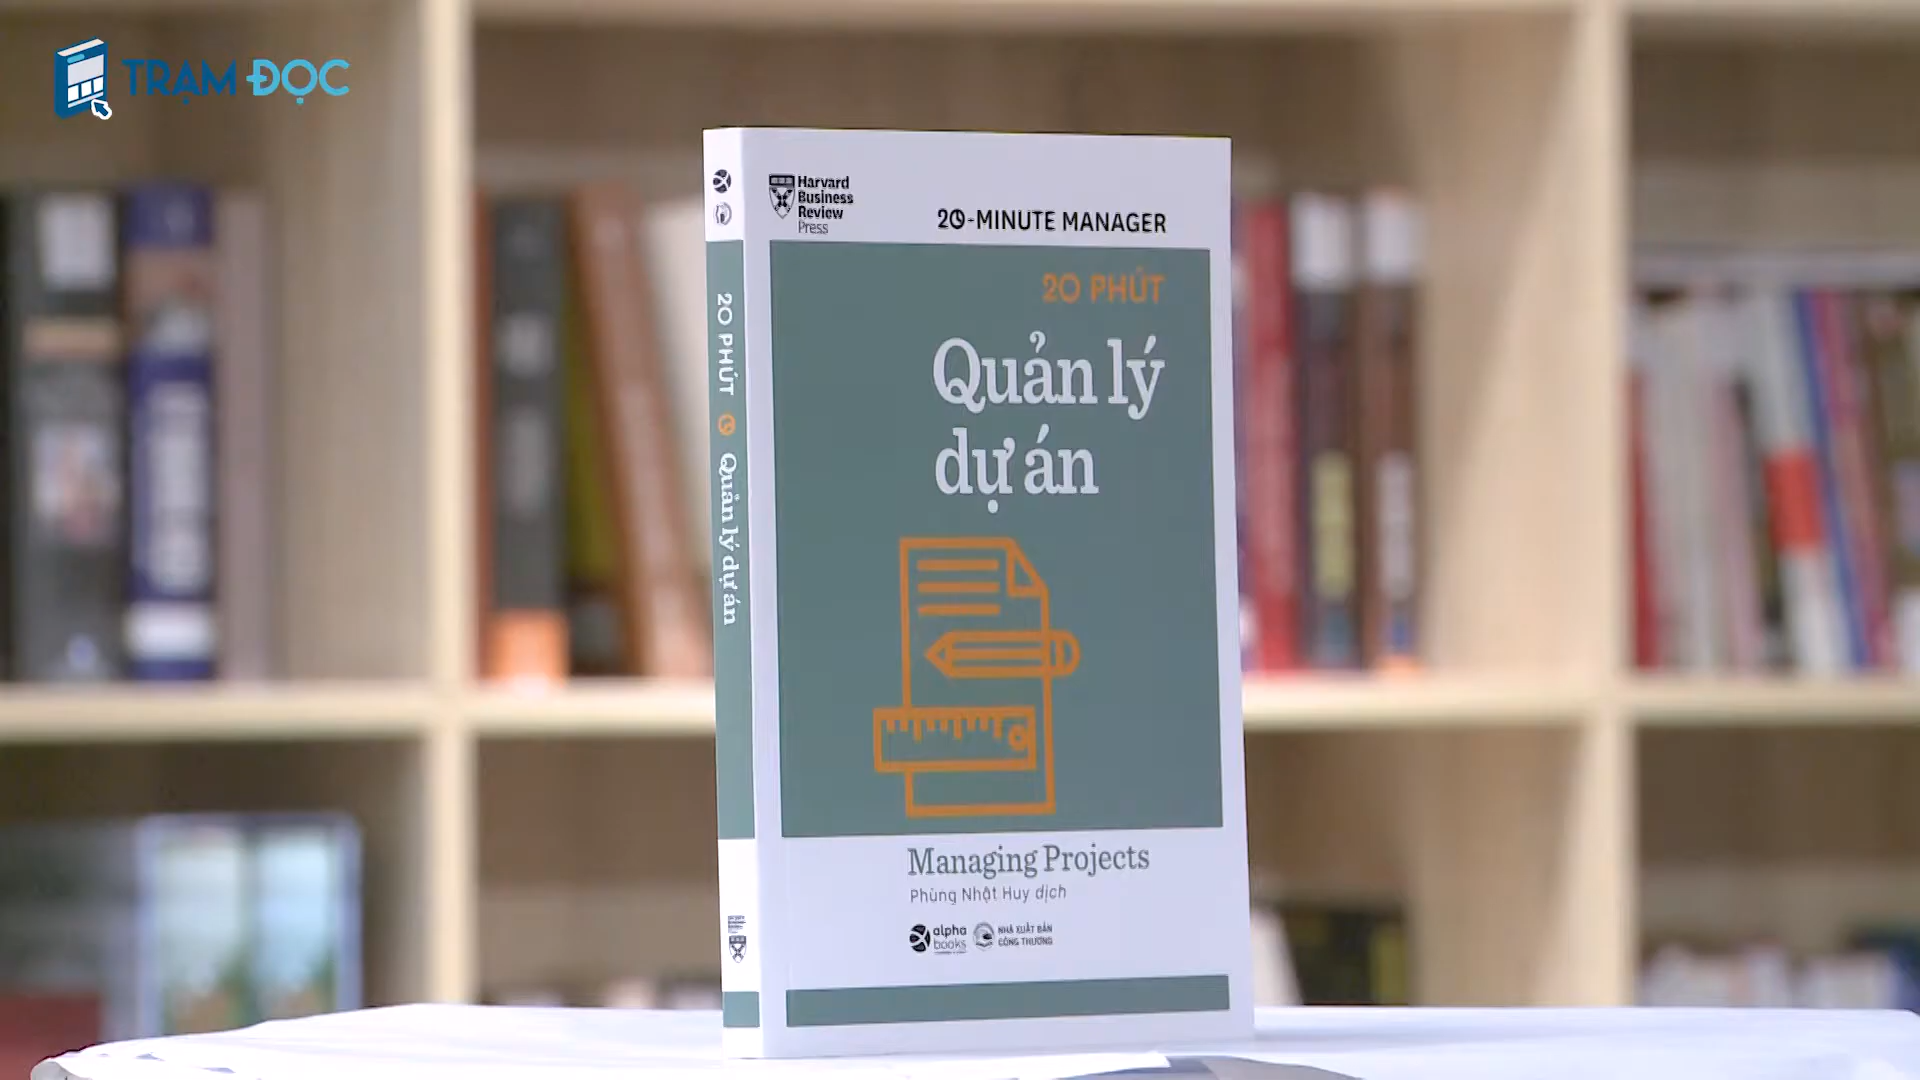 TRẠM ĐỌC
Harvard
Business
Review
Press
20-MINUTE MANAGER
20 PHÚT
Quản lý
dự án
Managing Projects
Phùng Nhật Huy dịch
alpha
books
NHÀ XUẤT BẢN
CÔNG THƯƠNG
20 PHÚT Quản lý dự án